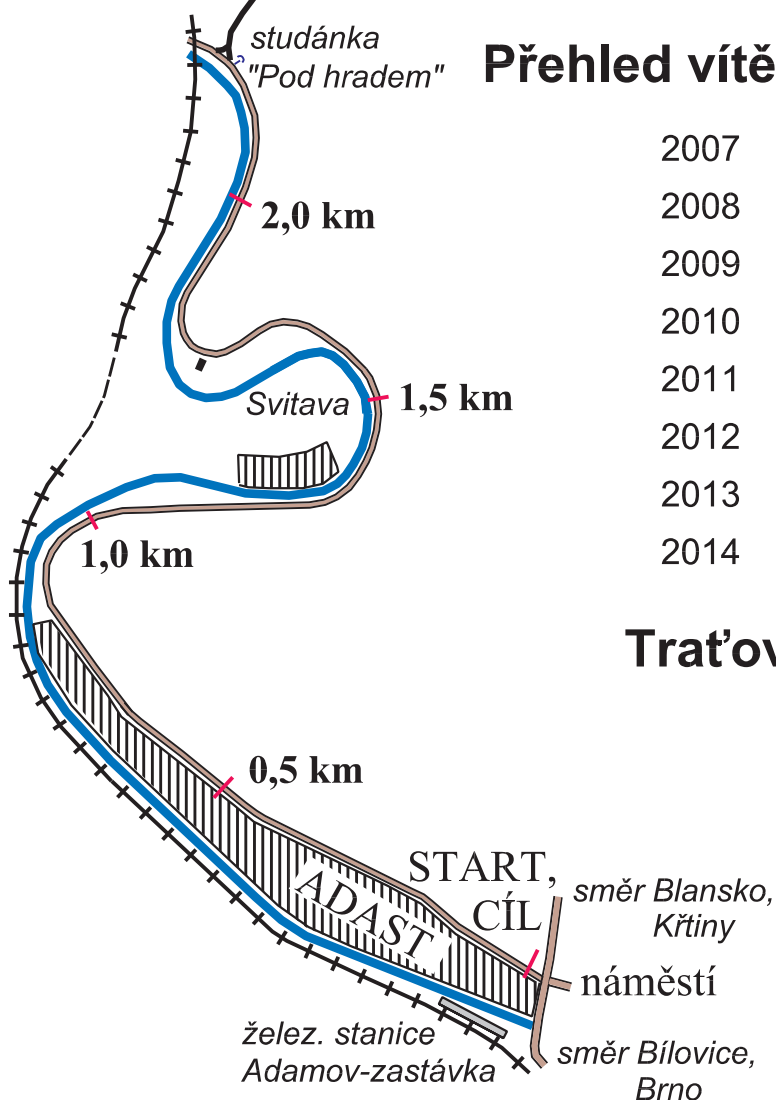 studánka
"Pod hradem"
Přehled vítě
2007
2008
2009
2010
2011
2012
2013
2014
Traťov
2,0 km
Svitava
1,5 km
1,0 km
0,5 km
ADAST
START,
CÍL
směr Blansko,
Křtiny
náměstí
želez. stanice
Adamov-zastávka
směr Bílovice,
Brno